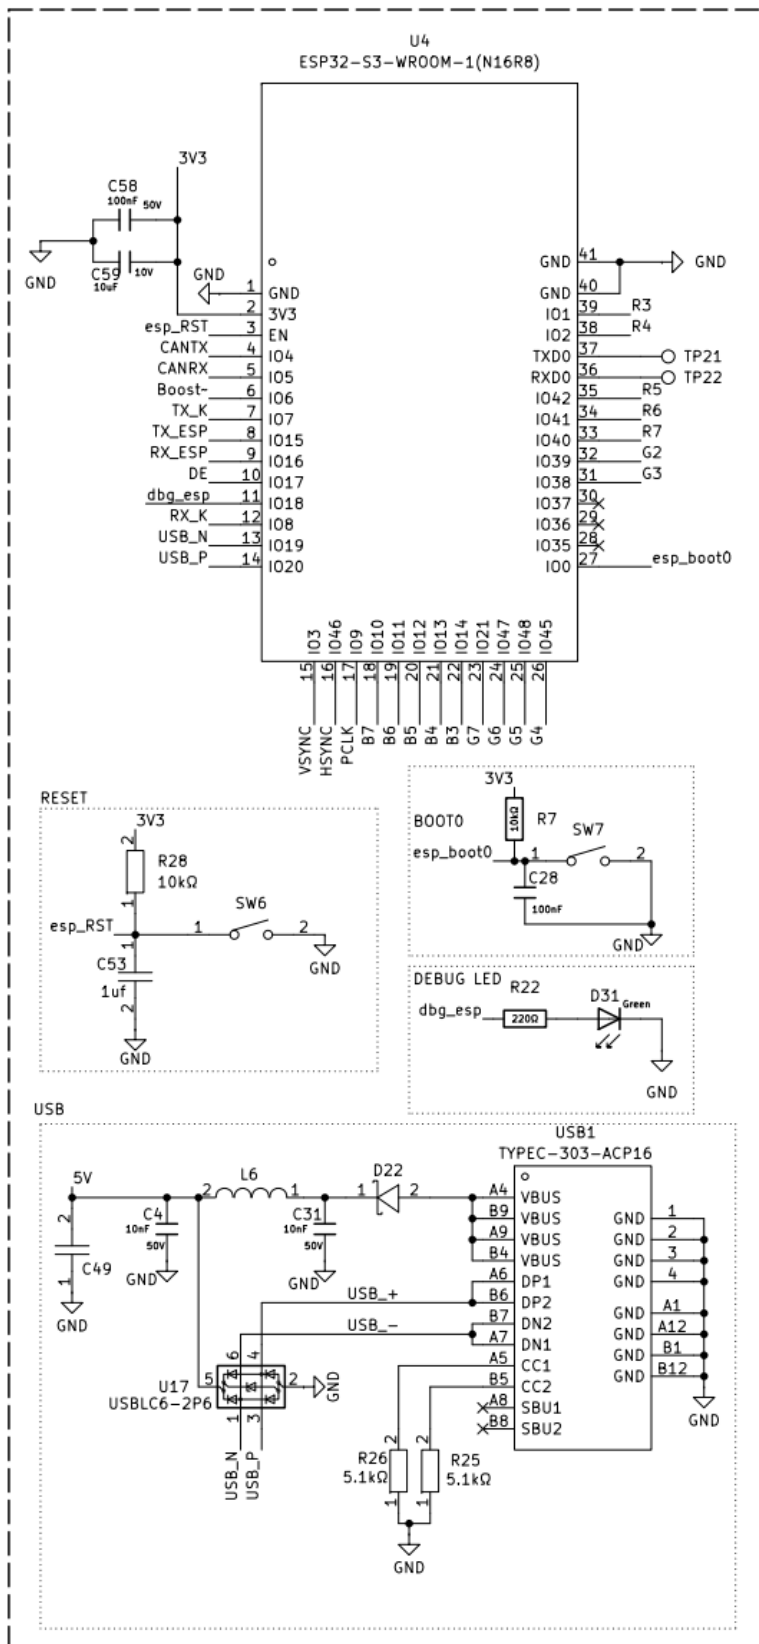 U4
ESP32-S3-WROOM-1(N16R8)
3V3
C58
100nF 50V
C59
10uF 10V
GND
GND
1 GND
2 3V3
esp_RST 3 EN
CANTX 4 IO4
CANRX 5 IO5
Boost- 6 IO6
TX_K 7 IO7
TX_ESP 8 IO15
RX_ESP 9 IO16
DE 10 IO17
dbg_esp 11 IO18
RX_K 12 IO8
USB_N 13 IO19
USB_P 14 IO20
GND 41 GND
GND 40
IO1 39 R3
IO2 38 R4
TXD0 37 TP21
RXD0 36 TP22
IO42 35 R5
IO41 34 R6
IO40 33 R7
IO39 32 G2
IO38 31 G3
IO37 30
IO36 29
IO35 28
IO0 27 esp_boot0
IO3 15 VSYNC
IO46 16 HSYNC
IO9 17 PCLK
IO10 18 B7
IO11 19 B6
IO12 20 B5
IO13 21 B4
IO14 22 B3
IO21 23 G7
IO47 24 G6
IO48 25 G5
IO45 26 G4
RESET
3V3
2
R28
10kΩ
1
esp_RST
1 SW6 2
GND
1
C53
1uf
2
GND
3V3
BOOT0
10kΩ R7
SW7
esp_boot0 1 2
C28
100nF
GND
DEBUG LED
R22
dbg_esp 220Ω
D31 Green
GND
USB
USB1
TYPEC-303-ACP16
5V
2 L6 1
1 D22 2
2
C49
1
GND
C4
10nF
50V
GND
C31
10nF
50V
GND
A4 VBUS
B9 VBUS
A9 VBUS
B4 VBUS
A6 DP1
B6 DP2
B7 DN2
A7 DN1
A5 CC1
B5 CC2
A8 SBU1
B8 SBU2
GND 1
GND 2
GND 3
GND 4
GND A1
GND A12
GND B1
GND B12
GND
USB_+
USB_-
6 4
U17 5 2 GND
USBLC6-2P6
1 3
USB_N
USB_P
2 2
R26 R25
5.1kΩ 5.1kΩ
1 1
GND